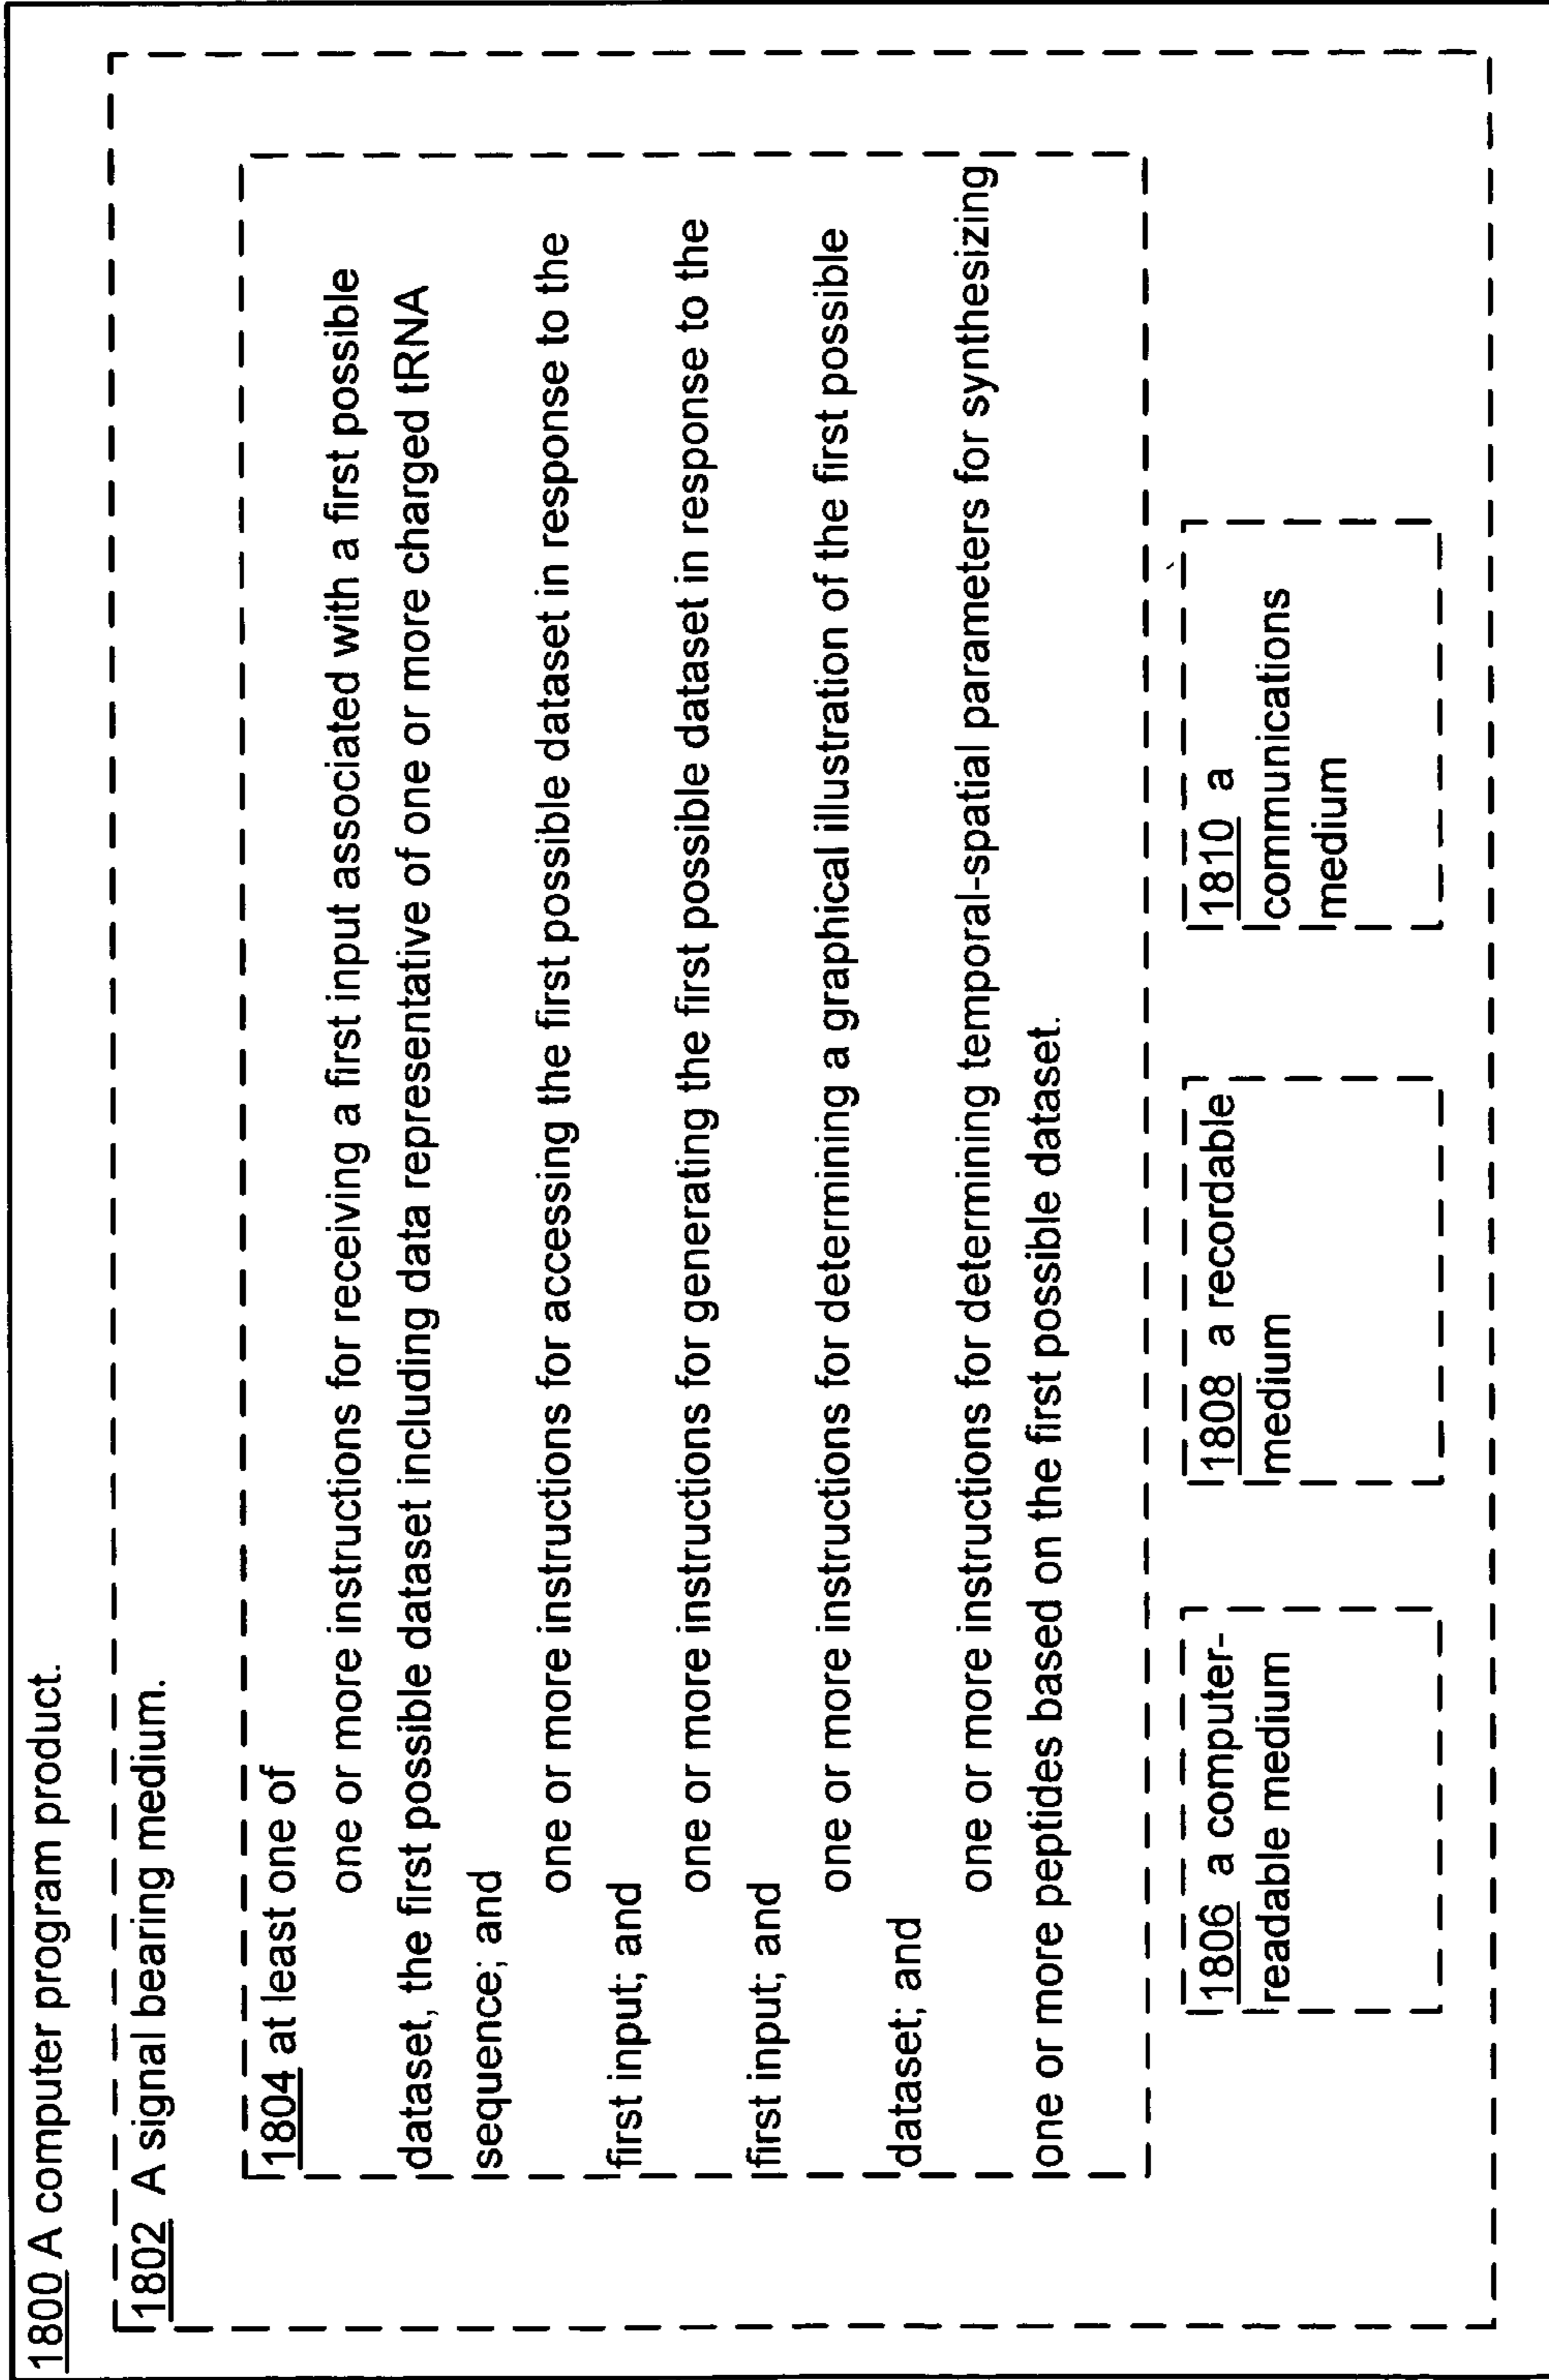 1800 A computer program product.
1802 A signal bearing medium.
1804 at least one of
one or more instructions for receiving a first input associated with a first possible
dataset, the first possible dataset including data representative of one or more charged tRNA
sequence; and
one or more instructions for accessing the first possible dataset in response to the
first input; and
one or more instructions for generating the first possible dataset in response to the
first input; and
one or more instructions for determining a graphical illustration of the first possible
dataset; and
one or more instructions for determining temporal-spatial parameters for synthesizing
one or more peptides based on the first possible dataset.
1806 a computer-
readable medium
1808 a recordable
medium
1810 a
communications
medium